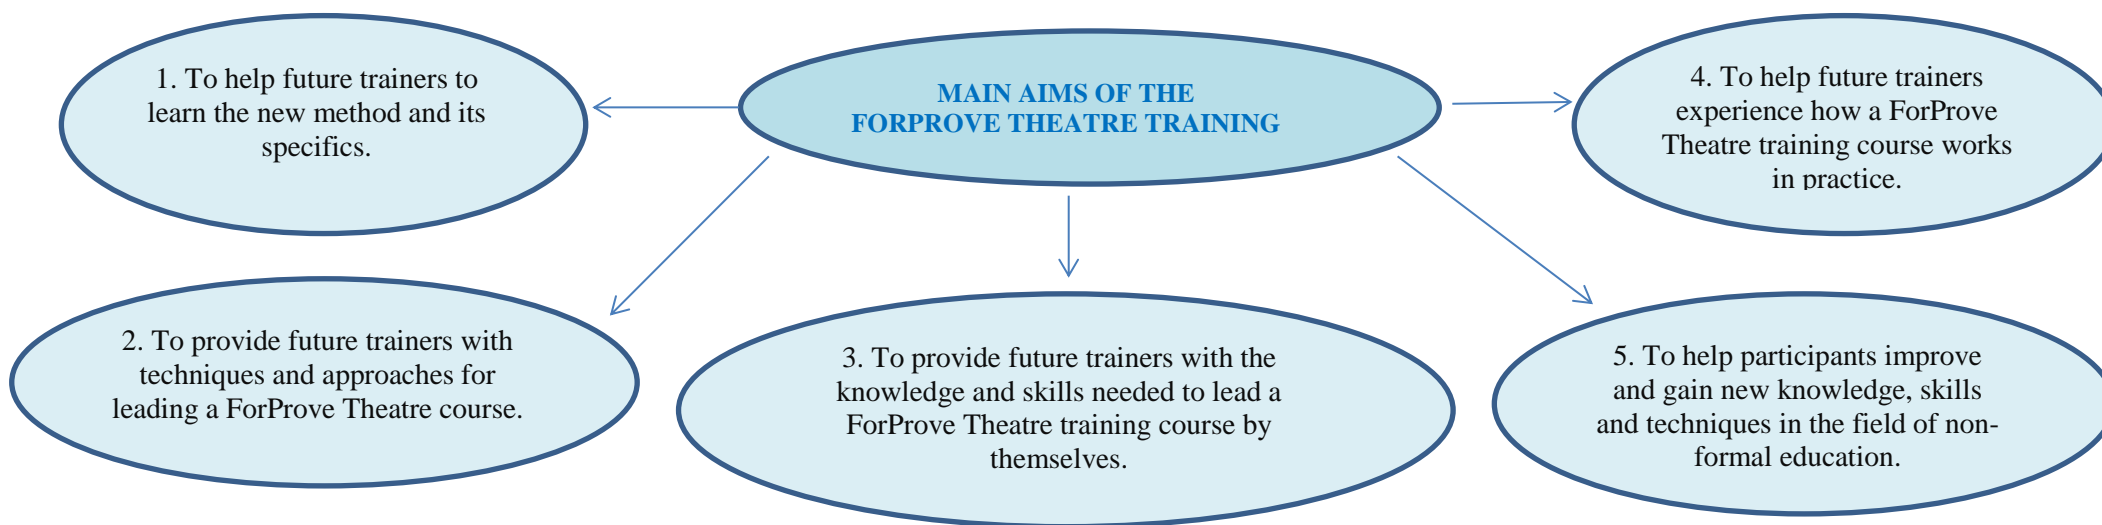 MAIN AIMS OF THE
FORPROVE THEATRE TRAINING
1. To help future trainers to
learn the new method and its
specifics.
2. To provide future trainers with
techniques and approaches for
leading a ForProve Theatre course.
3. To provide future trainers with the
knowledge and skills needed to lead a
ForProve Theatre training course by
themselves.
4. To help future trainers
experience how a ForProve
Theatre training course works
in practice.
5. To help participants improve
and gain new knowledge, skills
and techniques in the field of non-
formal education.